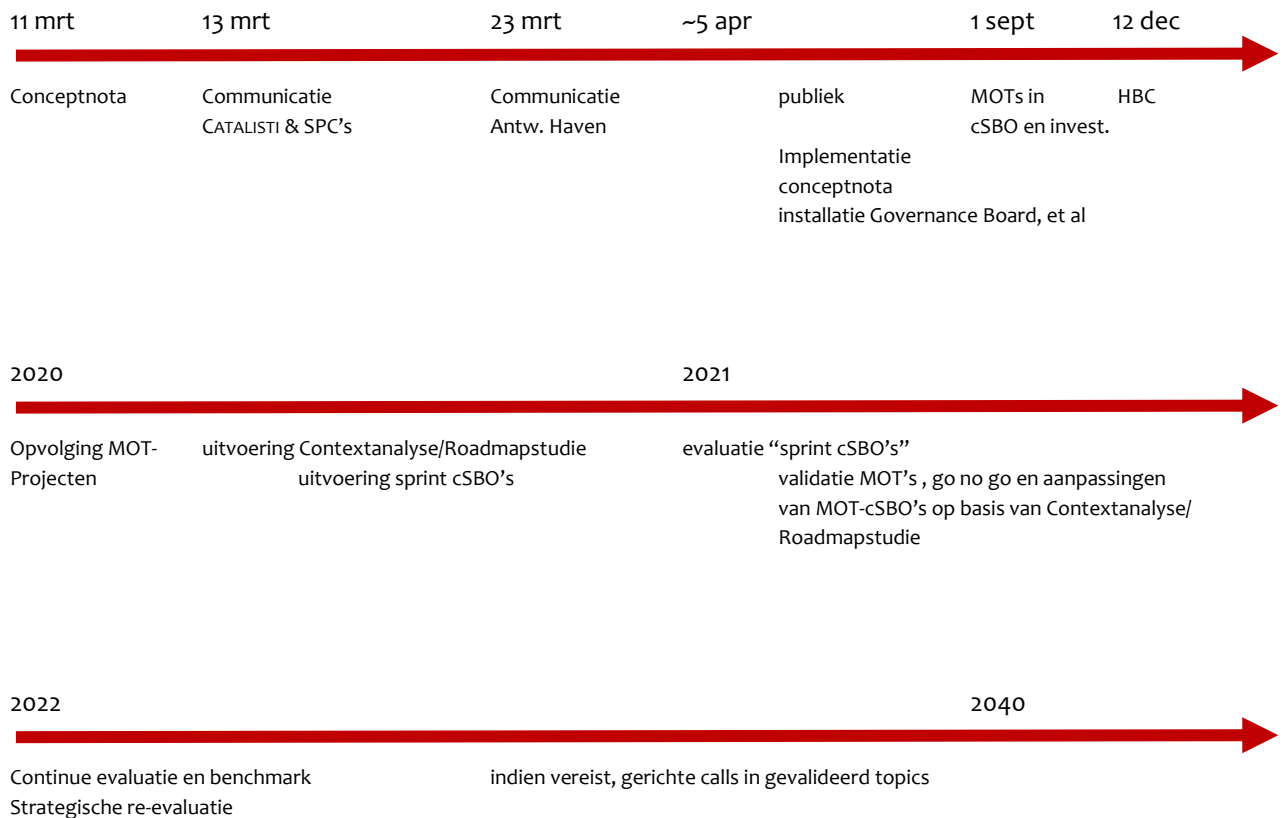 11 mrt 13 mrt 23 mrt ~5 apr 1 sept 12 dec
Conceptnota Communicatie Communicatie publiek MOTs in HBC
CATALISTI & SPC's Antw. Haven cSBO en invest.
Implementatie
conceptnota
installatie Governance Board, et al
2020 2021
Opvolging MOT- uitvoering Contextanalyse/Roadmapstudie evaluatie “sprint cSBO's”
Projecten uitvoering sprint cSBO's validatie MOT's , go no go en aanpassingen
van MOT-cSBO's op basis van Contextanalyse/
Roadmapstudie
2022 2040
Continue evaluatie en benchmark indien vereist, gerichte calls in gevalideerd topics
Strategische re-evaluatie